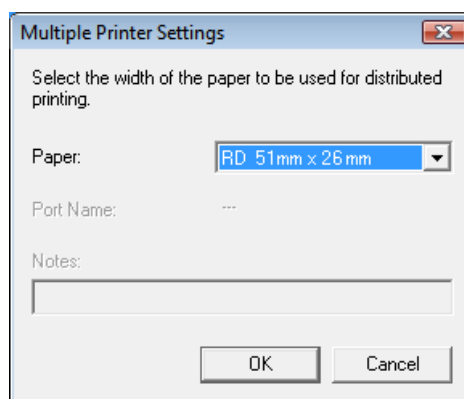 Multiple Printer Settings
Select the width of the paper to be used for distributed
printing.
Paper: RD 51mm x 26mm
Port Name: ---
Notes:
OK Cancel